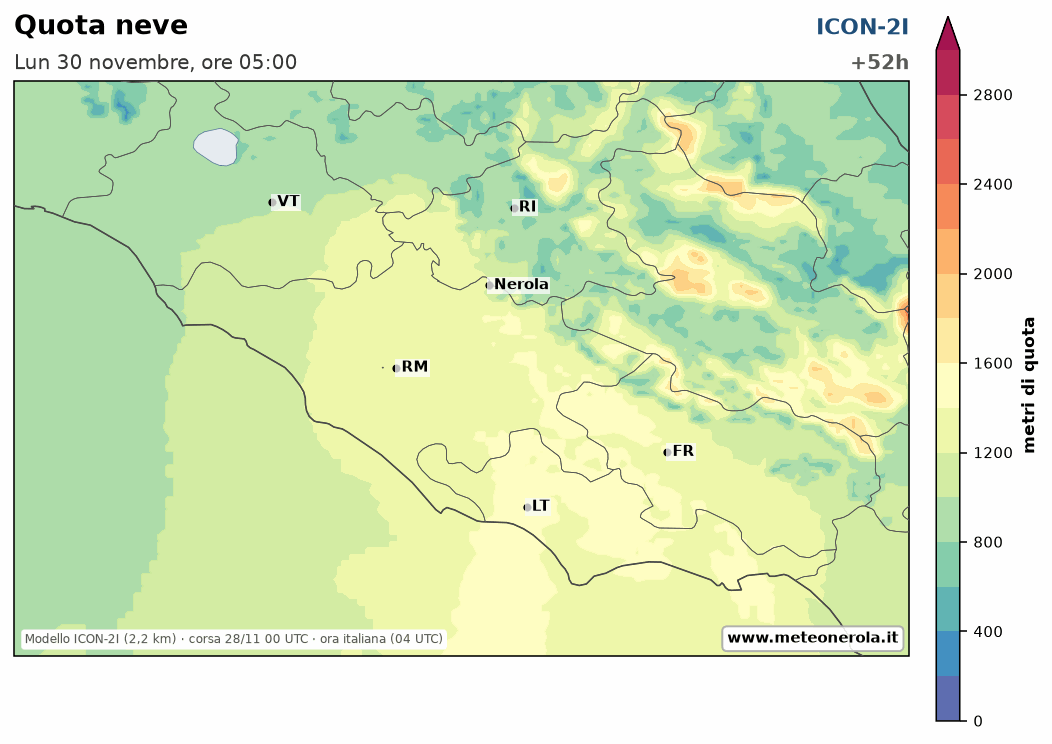 Quota neve
ICON-2I
Lun 30 novembre, ore 05:00
+52h
VT
RI
Nerola
RM
FR
LT
2800
2400
2000
1600
1200
800
400
0
metri di quota
Modello ICON-2I (2,2 km) · corsa 28/11 00 UTC · ora italiana (04 UTC)
www.meteonerola.it